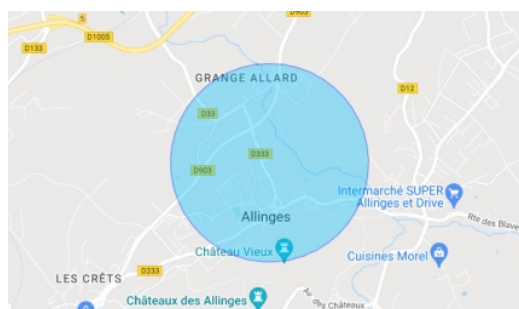 D903
5
D1005
D133
GRANGE ALLARD
D12
D33
D333
D903
Intermarché SUPER
Allinges et Drive
Allinges
Rte des Blave
Château Vieux
Cuisines Morel
D233
LES CRÊTS
Av. des Châteaux
Châteaux des Allinges